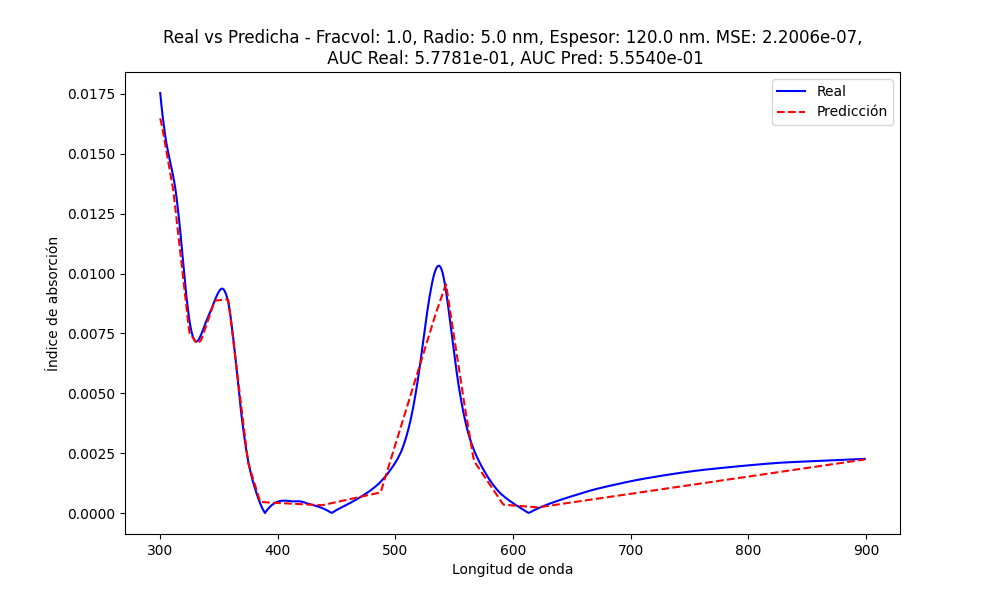 Real vs Predicha - Fracvol: 1.0, Radio: 5.0 nm, Espesor: 120.0 nm. MSE: 2.2006e-07,
AUC Real: 5.7781e-01, AUC Pred: 5.5540e-01
Real
Predicción
Índice de absorción
0.0175
0.0150
0.0125
0.0100
0.0075
0.0050
0.0025
0.0000
300 400 500 600 700 800 900
Longitud de onda